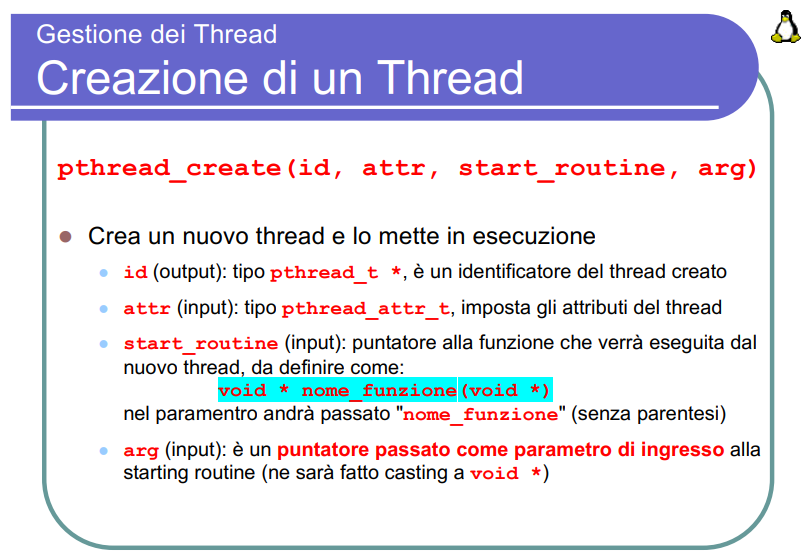 Gestione dei Thread
Creazione di un Thread
pthread_create(id, attr, start_routine, arg)
Crea un nuovo thread e lo mette in esecuzione
id (output): tipo pthread_t *, è un identificatore del thread creato
attr (input): tipo pthread_attr_t, imposta gli attributi del thread
start_routine (input): puntatore alla funzione che verrà eseguita dal
nuovo thread, da definire come:
void * nome_funzione(void *)
nel paramentro andrà passato "nome_funzione" (senza parentesi)
arg (input): è un puntatore passato come parametro di ingresso alla
starting routine (ne sarà fatto casting a void *)